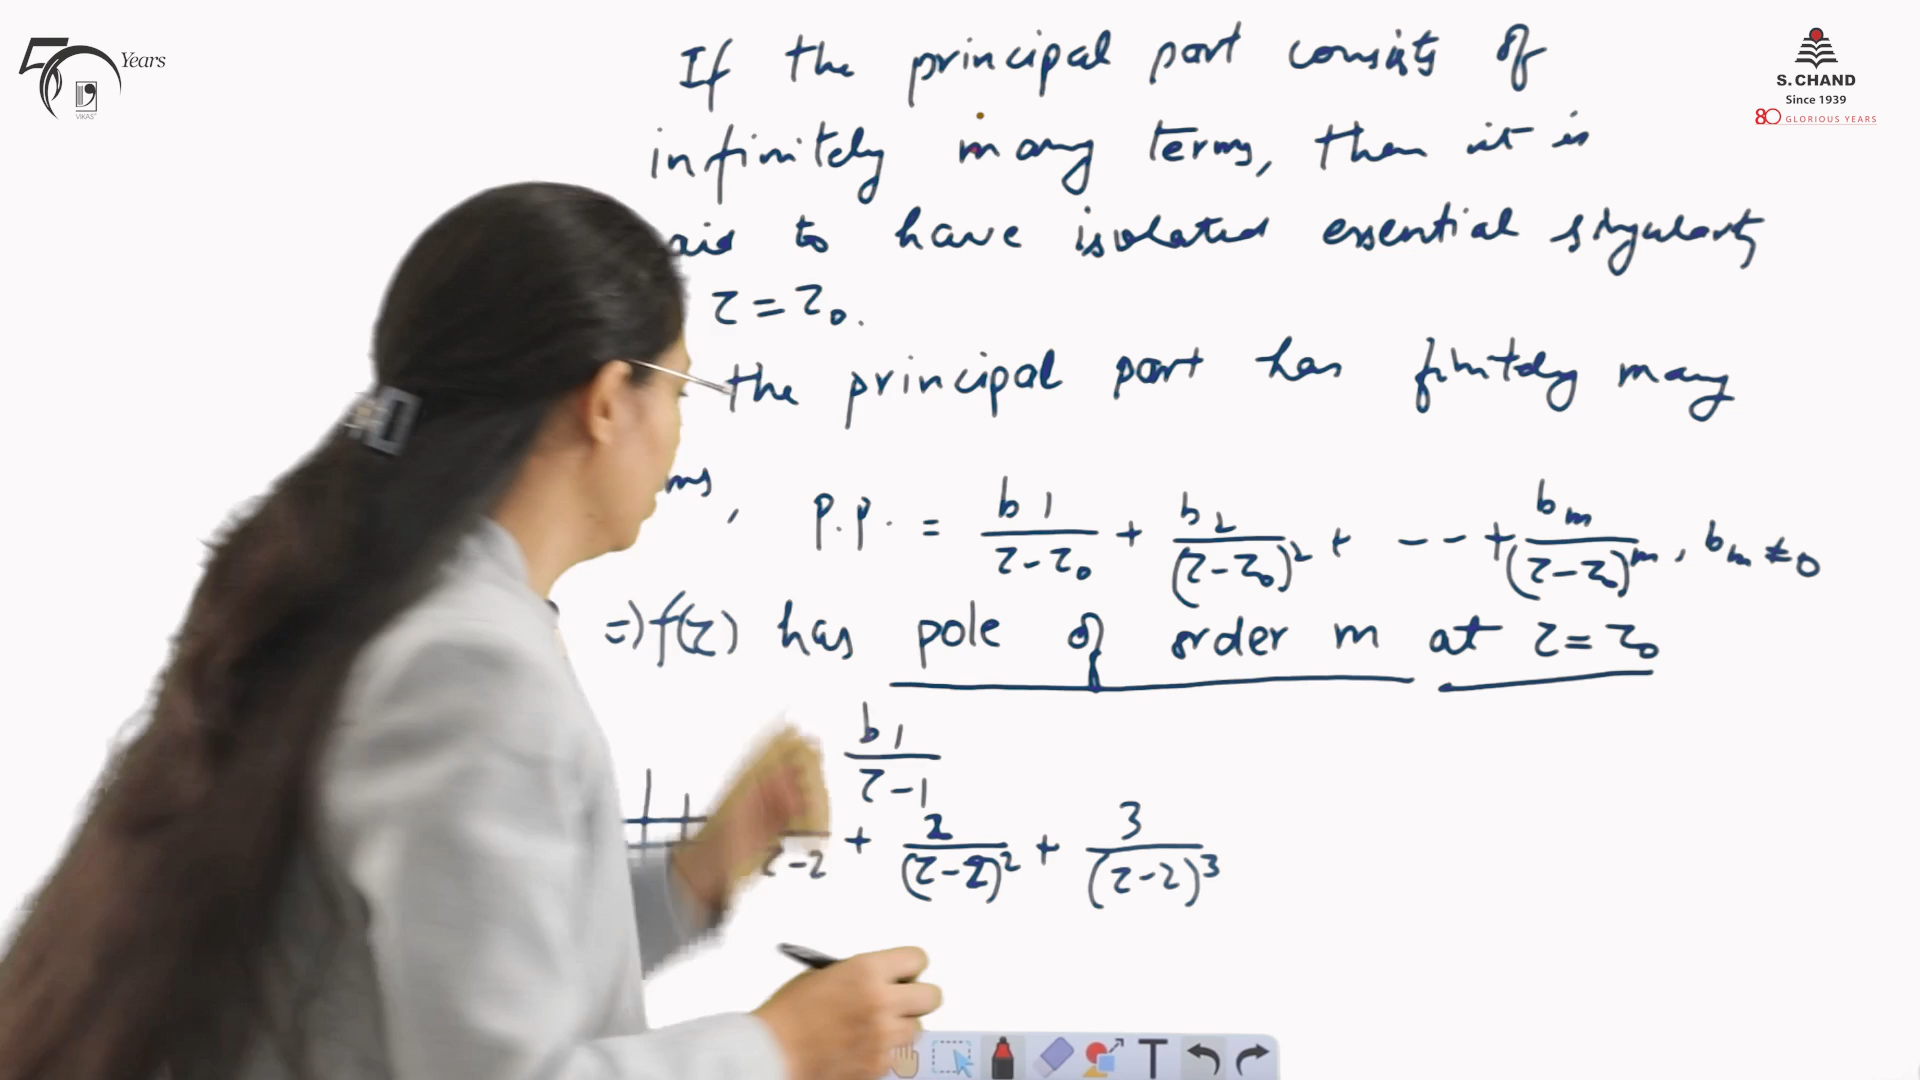 50 Years
VIKAS
S. CHAND
Since 1939
80 GLORIOUS YEARS
If the principal part consists of
infinitely many terms, then it is
to have isolated essential singularity
z = z₀.
the principal part has finitely many
, P.P. = b₁/(z-z₀) + b₂/(z-z₀)² + --- + bₘ/(z-z₀)ᵐ, bₘ ≠ 0
=) f(z) has pole of order m at z = z₀
b₁/(z-1)
z-2 + 2/(z-2)² + 3/(z-2)³
T